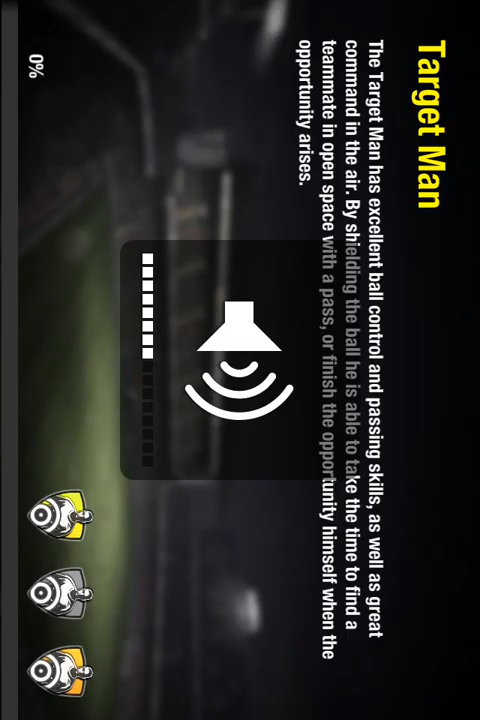 Target Man
The Target Man has excellent ball control and passing skills, as well as great
command in the air. By shielding the ball he is able to take the time to find a
teammate in open space with a pass, or finish the opportunity himself when the
opportunity arises.
0%